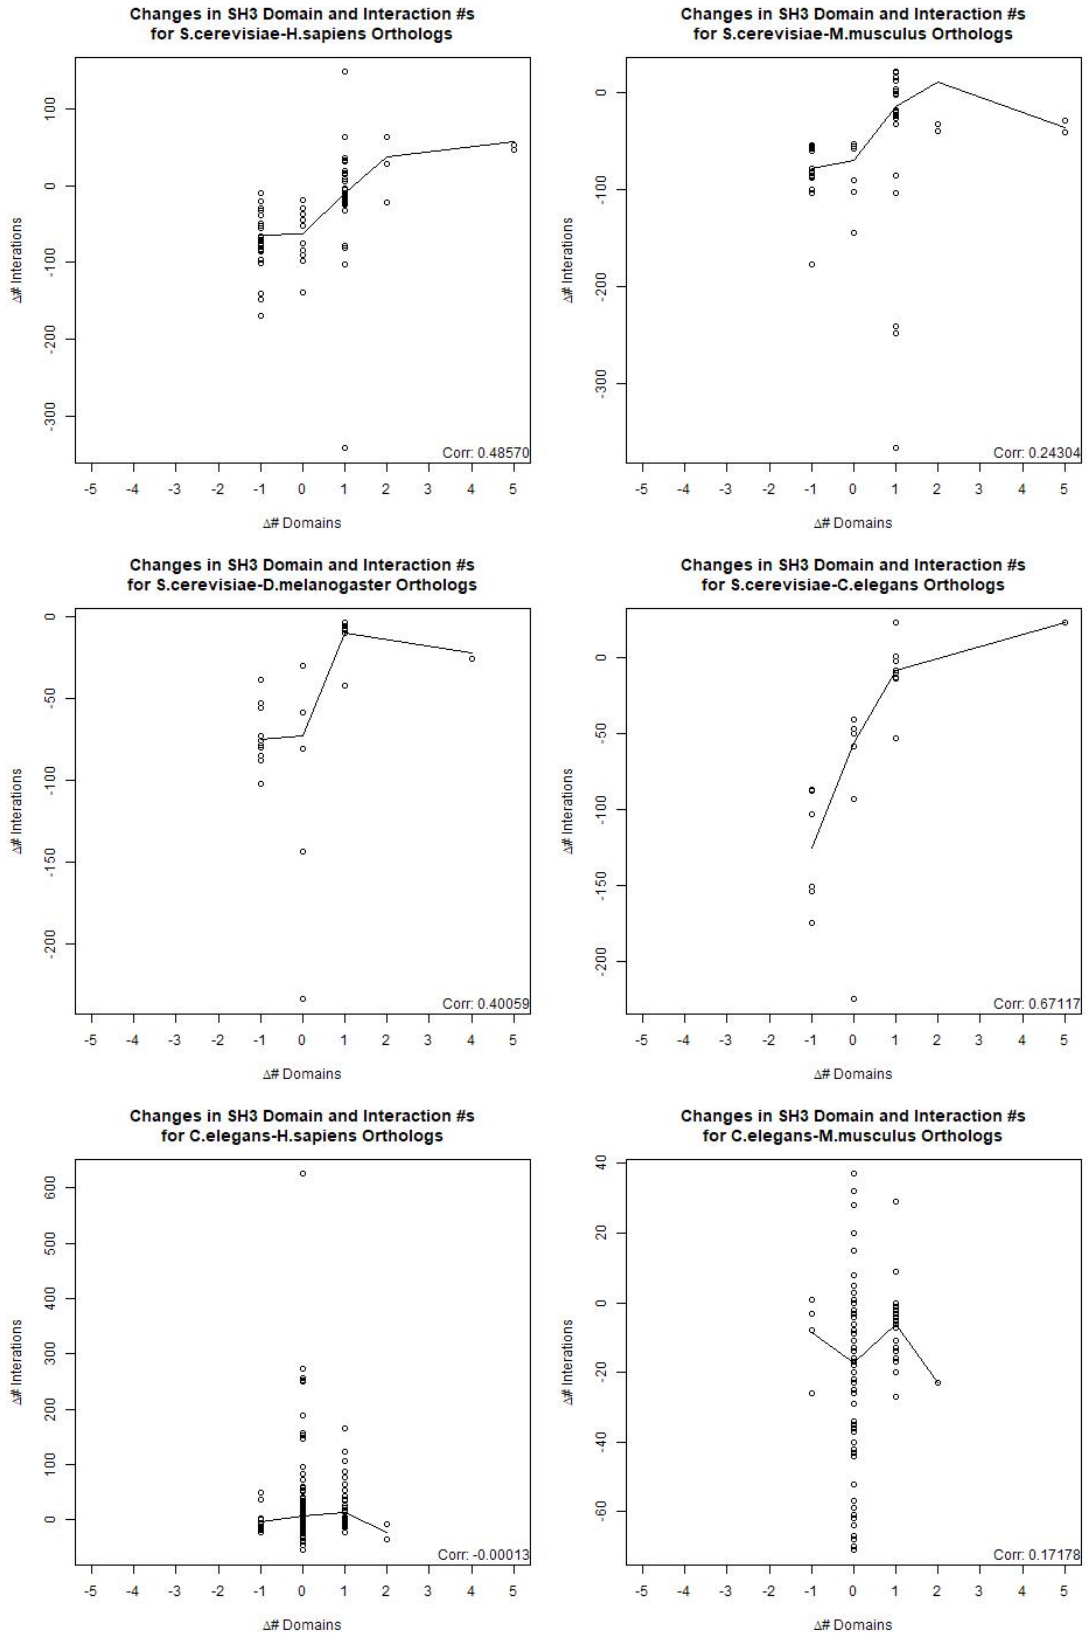 Changes in SH3 Domain and Interaction #s
for S.cerevisiae-H.sapiens Orthologs
100
0
-100
-200
-300
Δ# Interations
Corr: 0.48570
-5 -4 -3 -2 -1 0 1 2 3 4 5
Δ# Domains
Changes in SH3 Domain and Interaction #s
for S.cerevisiae-M.musculus Orthologs
0
-100
-200
-300
Δ# Interations
Corr: 0.24304
-5 -4 -3 -2 -1 0 1 2 3 4 5
Δ# Domains
Changes in SH3 Domain and Interaction #s
for S.cerevisiae-D.melanogaster Orthologs
0
-50
-100
-150
-200
Δ# Interations
Corr: 0.40059
-5 -4 -3 -2 -1 0 1 2 3 4 5
Δ# Domains
Changes in SH3 Domain and Interaction #s
for S.cerevisiae-C.elegans Orthologs
0
-50
-100
-150
-200
Δ# Interations
Corr: 0.67117
-5 -4 -3 -2 -1 0 1 2 3 4 5
Δ# Domains
Changes in SH3 Domain and Interaction #s
for C.elegans-H.sapiens Orthologs
600
500
400
300
200
100
0
Δ# Interations
Corr: -0.00013
-5 -4 -3 -2 -1 0 1 2 3 4 5
Δ# Domains
Changes in SH3 Domain and Interaction #s
for C.elegans-M.musculus Orthologs
40
20
0
-20
-40
-60
Δ# Interations
Corr: 0.17178
-5 -4 -3 -2 -1 0 1 2 3 4 5
Δ# Domains